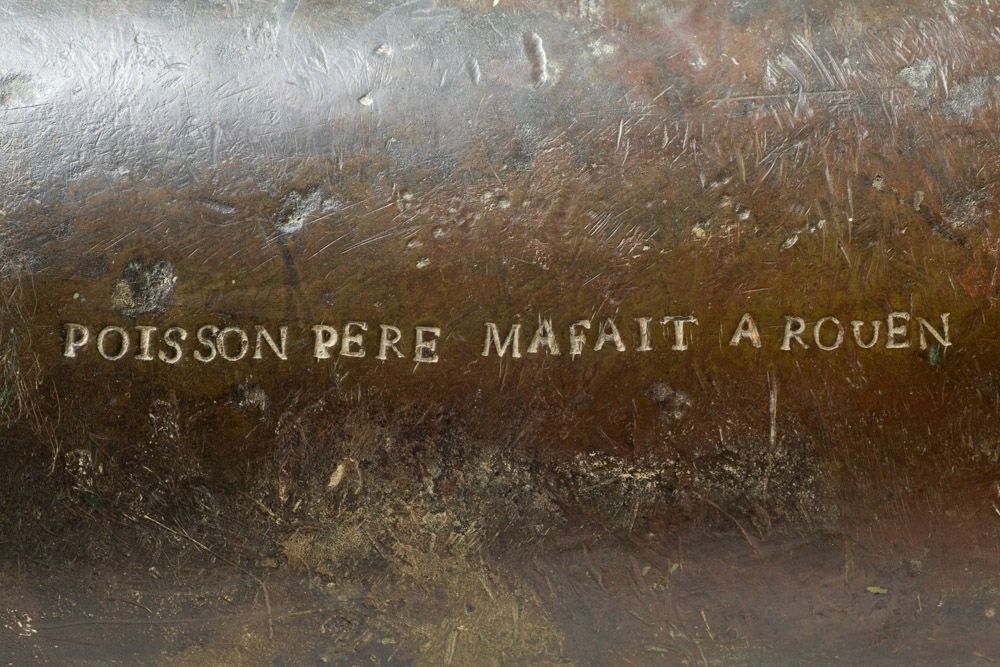 POISSON PERE MAFAIT A ROUEN